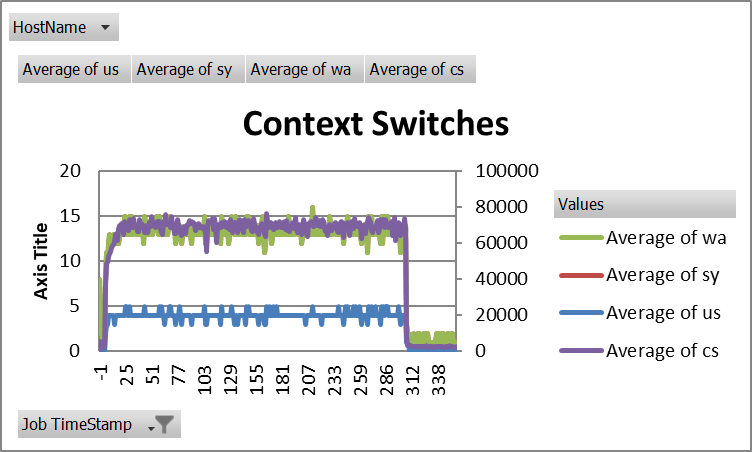 HostName
Average of us Average of sy Average of wa Average of cs
Context Switches
Axis Title
20
15
10
5
0
100000
80000
60000
40000
20000
0
-1 25 51 77 103 129 155 181 207 233 259 286 312 338
Values
Average of wa
Average of sy
Average of us
Average of cs
Job TimeStamp